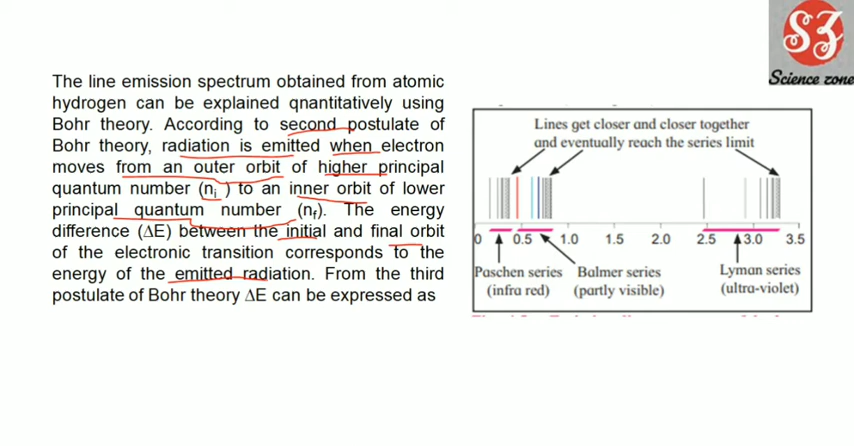 SZ
Science zone
The line emission spectrum obtained from atomic
hydrogen can be explained qnantitatively using
Bohr theory. According to second postulate of
Bohr theory, radiation is emitted when electron
moves from an outer orbit of higher principal
quantum number (ni ) to an inner orbit of lower
principal quantum number (nf). The energy
difference (ΔE) between the initial and final orbit
of the electronic transition corresponds to the
energy of the emitted radiation. From the third
postulate of Bohr theory ΔE can be expressed as
Lines get closer and closer together
and eventually reach the series limit
0 0.5 1.0 1.5 2.0 2.5 3.0 3.5
Paschen series
(infra red)
Balmer series
(partly visible)
Lyman series
(ultra-violet)